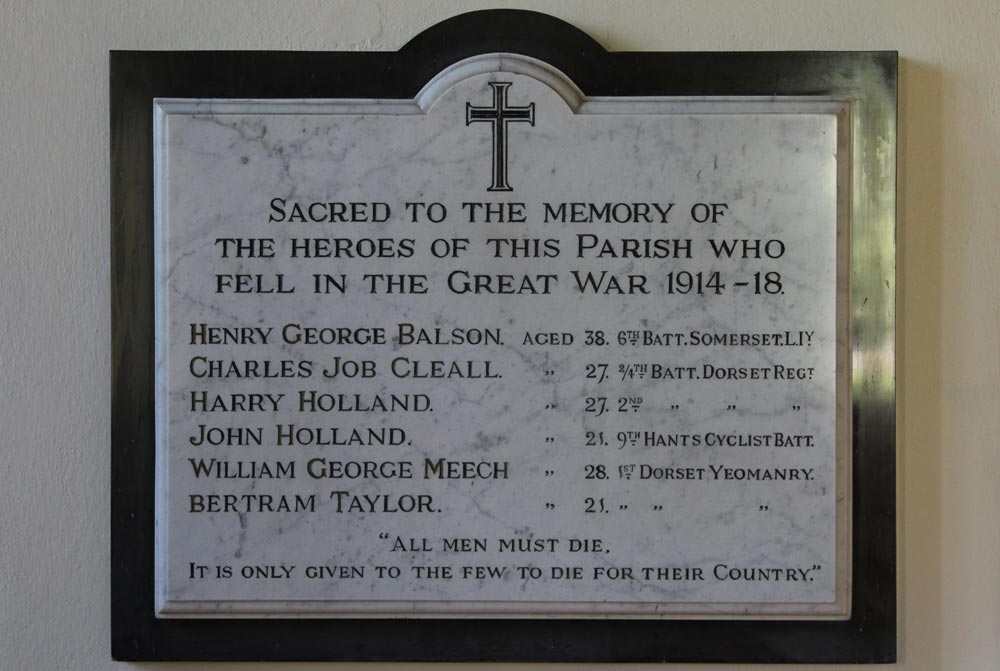 SACRED TO THE MEMORY OF
THE HEROES OF THIS PARISH WHO
FELL IN THE GREAT WAR 1914-18.
HENRY GEORGE BALSON. AGED 38. 6TH BATT. SOMERSET.L.IY
CHARLES JOB CLEALL. „ 27. 2/4TH BATT. DORSET REGT
HARRY HOLLAND. „ 27. 2ND „ „ „
JOHN HOLLAND. „ 21. 9TH HANTS CYCLIST BATT.
WILLIAM GEORGE MEECH „ 28. 1ST DORSET YEOMANRY.
BERTRAM TAYLOR. „ 21. „ „ „
"ALL MEN MUST DIE.
IT IS ONLY GIVEN TO THE FEW TO DIE FOR THEIR COUNTRY."